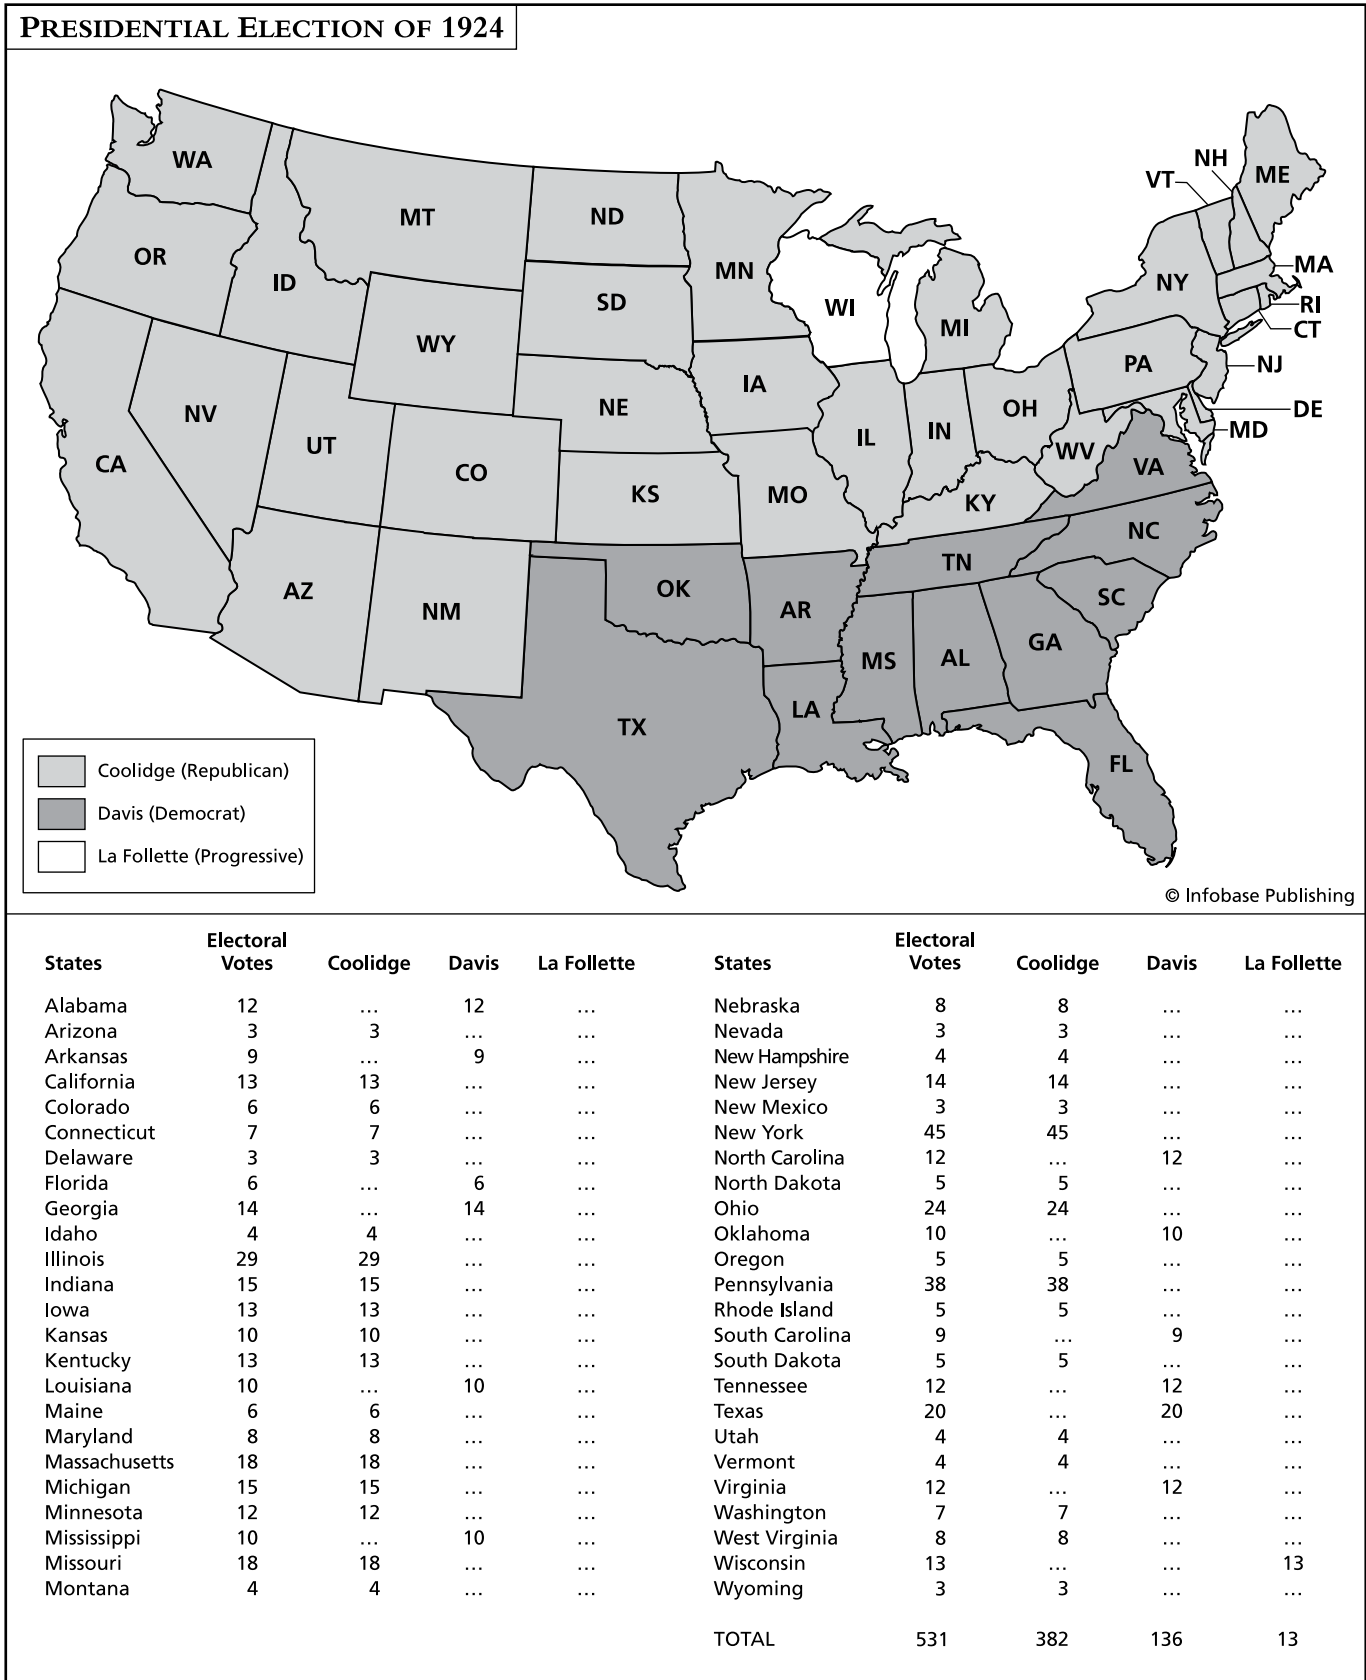 PRESIDENTIAL ELECTION OF 1924
WA
OR
ID
MT
ND
MN
SD
WY
WI
MI
NY
VT
NH
ME
MA
RI
CT
NJ
DE
MD
PA
IA
NE
NV
UT
CO
CA
KS
MO
IL
IN
OH
WV
VA
KY
NC
TN
AZ
NM
OK
AR
SC
MS
AL
GA
LA
TX
FL
Coolidge (Republican)
Davis (Democrat)
La Follette (Progressive)
© Infobase Publishing
States Electoral Votes Coolidge Davis La Follette
Alabama 12 ... 12 ...
Arizona 3 3 ... ...
Arkansas 9 ... 9 ...
California 13 13 ... ...
Colorado 6 6 ... ...
Connecticut 7 7 ... ...
Delaware 3 3 ... ...
Florida 6 ... 6 ...
Georgia 14 ... 14 ...
Idaho 4 4 ... ...
Illinois 29 29 ... ...
Indiana 15 15 ... ...
Iowa 13 13 ... ...
Kansas 10 10 ... ...
Kentucky 13 13 ... ...
Louisiana 10 ... 10 ...
Maine 6 6 ... ...
Maryland 8 8 ... ...
Massachusetts 18 18 ... ...
Michigan 15 15 ... ...
Minnesota 12 12 ... ...
Mississippi 10 ... 10 ...
Missouri 18 18 ... ...
Montana 4 4 ... ...
States Electoral Votes Coolidge Davis La Follette
Nebraska 8 8 ... ...
Nevada 3 3 ... ...
New Hampshire 4 4 ... ...
New Jersey 14 14 ... ...
New Mexico 3 3 ... ...
New York 45 45 ... ...
North Carolina 12 ... 12 ...
North Dakota 5 5 ... ...
Ohio 24 24 ... ...
Oklahoma 10 ... 10 ...
Oregon 5 5 ... ...
Pennsylvania 38 38 ... ...
Rhode Island 5 5 ... ...
South Carolina 9 ... 9 ...
South Dakota 5 5 ... ...
Tennessee 12 ... 12 ...
Texas 20 ... 20 ...
Utah 4 4 ... ...
Vermont 4 4 ... ...
Virginia 12 ... 12 ...
Washington 7 7 ... ...
West Virginia 8 8 ... ...
Wisconsin 13 ... ... 13
Wyoming 3 3 ... ...
TOTAL 531 382 136 13